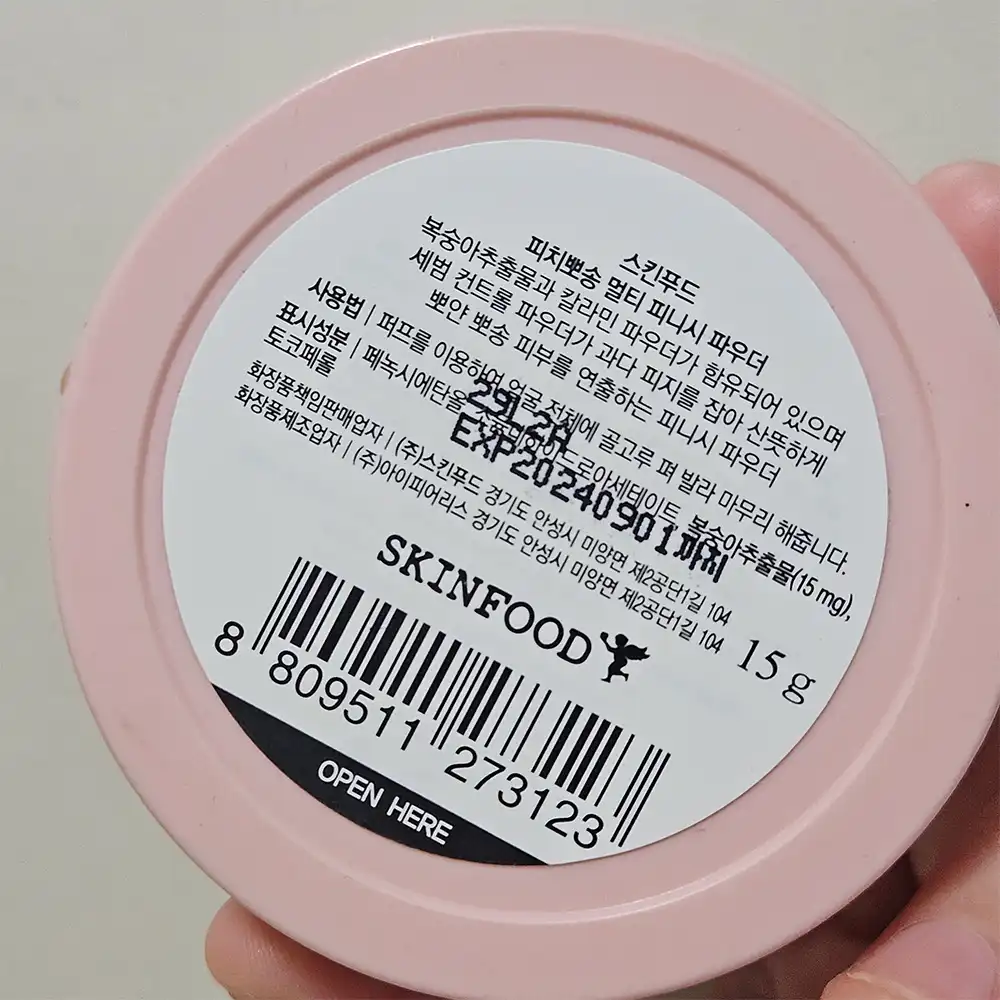 스킨푸드
피치뽀송 멀티 피니시 파우더
복숭아추출물과 칼라민 파우더가 함유되어 있으며
세범 컨트롤 파우더가 과다 피지를 잡아 산뜻하게
뽀얀 뽀송 피부를 연출하는 피니시 파우더
사용법 | 퍼프를 이용하여 얼굴 전체에 골고루 펴 발라 마무리 해줍니다.
표시성분 | 페녹시에탄올, 복숭아추출물(15 mg),
토코페롤
29L2A
EXP20240901까지
화장품책임판매업자 | (주)스킨푸드 경기도 안성시 미양면 제2공단1길 104
화장품제조업자 | (주)아이피어리스 경기도 안성시 미양면 제2공단1길 104
SKINFOOD
15 g
8 809511 273123
OPEN HERE